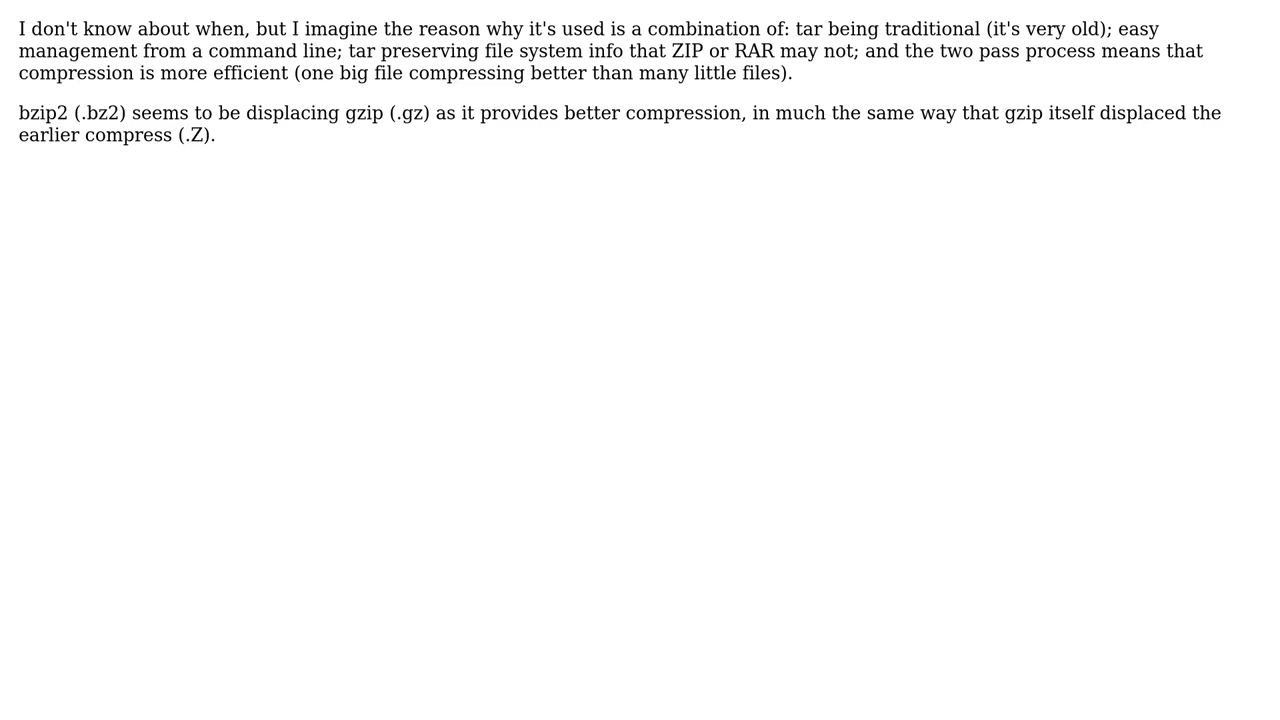 I don't know about when, but I imagine the reason why it's used is a combination of: tar being traditional (it's very old); easy
management from a command line; tar preserving file system info that ZIP or RAR may not; and the two pass process means that
compression is more efficient (one big file compressing better than many little files).
bzip2 (.bz2) seems to be displacing gzip (.gz) as it provides better compression, in much the same way that gzip itself displaced the
earlier compress (.Z).